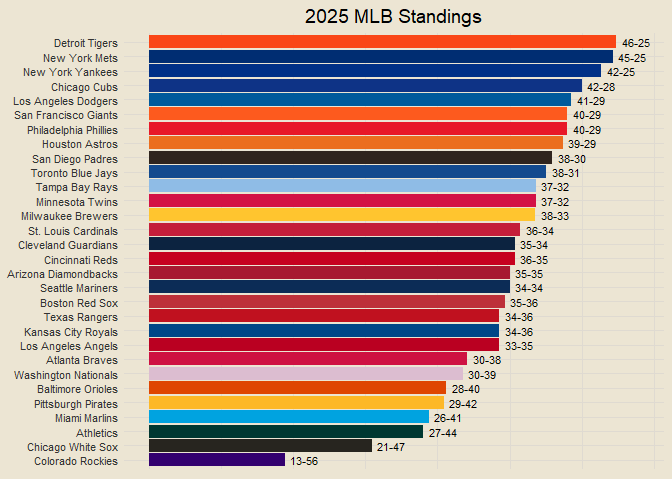 2025 MLB Standings
Detroit Tigers 46-25
New York Mets 45-25
New York Yankees 42-25
Chicago Cubs 42-28
Los Angeles Dodgers 41-29
San Francisco Giants 40-29
Philadelphia Phillies 40-29
Houston Astros 39-29
San Diego Padres 38-30
Toronto Blue Jays 38-31
Tampa Bay Rays 37-32
Minnesota Twins 37-32
Milwaukee Brewers 38-33
St. Louis Cardinals 36-34
Cleveland Guardians 35-34
Cincinnati Reds 36-35
Arizona Diamondbacks 35-35
Seattle Mariners 34-34
Boston Red Sox 35-36
Texas Rangers 34-36
Kansas City Royals 34-36
Los Angeles Angels 33-35
Atlanta Braves 30-38
Washington Nationals 30-39
Baltimore Orioles 28-40
Pittsburgh Pirates 29-42
Miami Marlins 26-41
Athletics 27-44
Chicago White Sox 21-47
Colorado Rockies 13-56